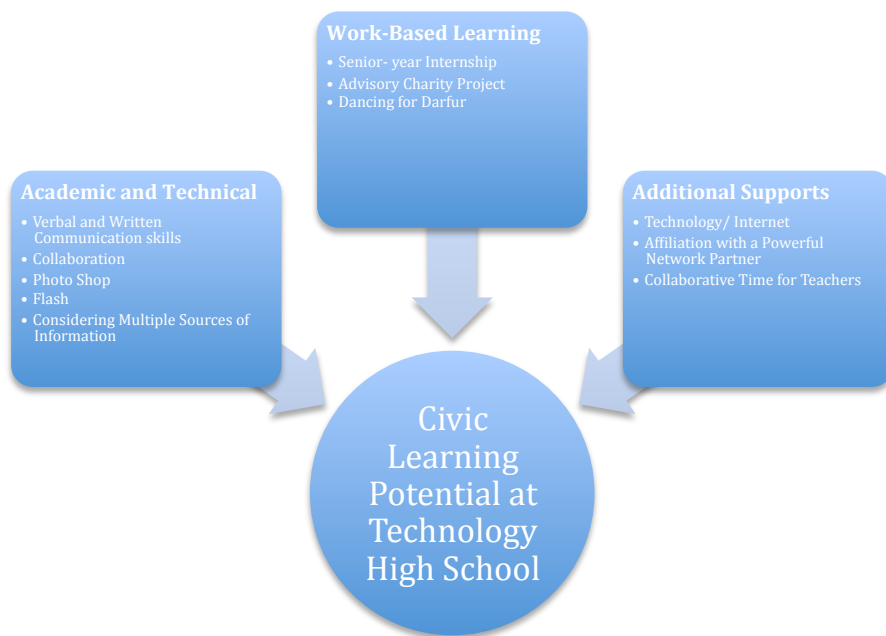 Work-Based Learning
• Senior- year Internship
• Advisory Charity Project
• Dancing for Darfur
Academic and Technical
• Verbal and Written
Communication skills
• Collaboration
• Photo Shop
• Flash
• Considering Multiple Sources of
Information
Additional Supports
• Technology/ Internet
• Affiliation with a Powerful
Network Partner
• Collaborative Time for Teachers
Civic
Learning
Potential at
Technology
High School